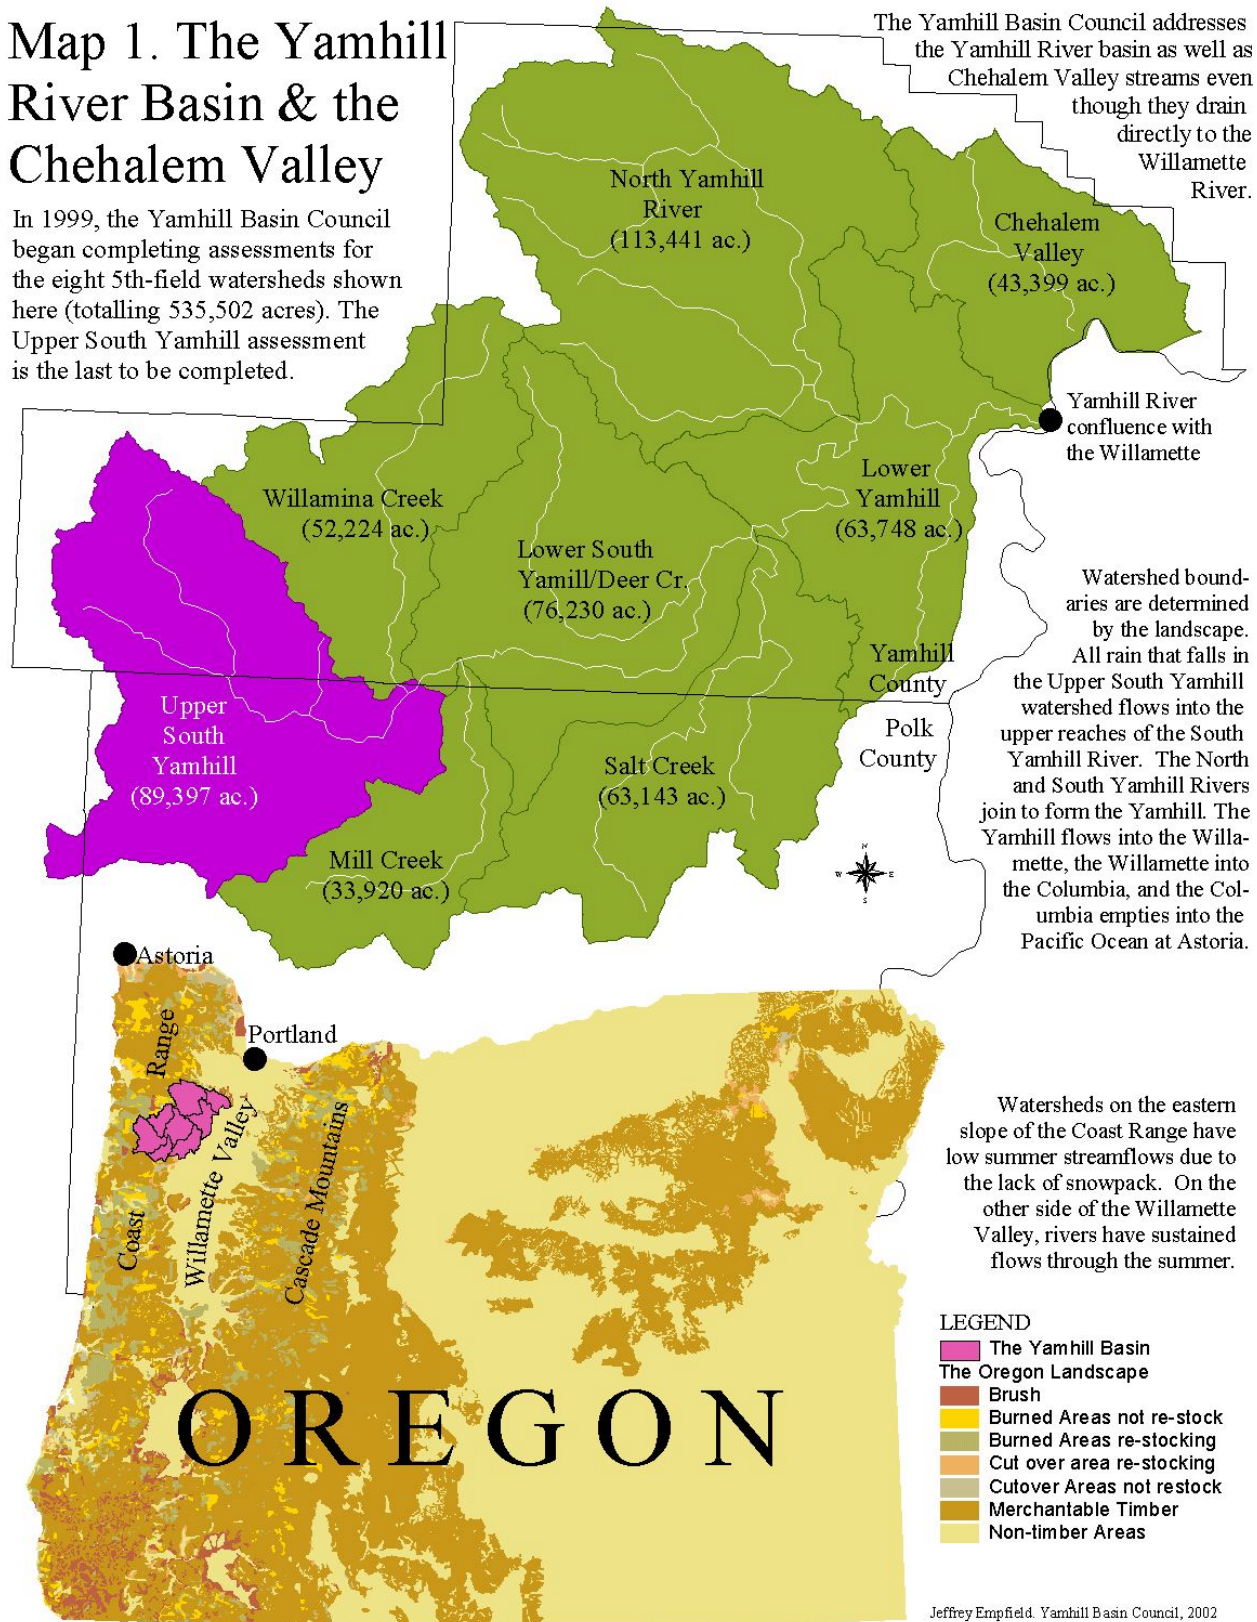 Map 1. The Yamhill
River Basin & the
Chehalem Valley
In 1999, the Yamhill Basin Council
began completing assessments for
the eight 5th-field watersheds shown
here (totalling 535,502 acres). The
Upper South Yamhill assessment
is the last to be completed.
The Yamhill Basin Council addresses
the Yamhill River basin as well as
Chehalem Valley streams even
though they drain
directly to the
Willamette
River.
North Yamhill
River
(113,441 ac.)
Chehalem
Valley
(43,399 ac.)
Yamhill River
confluence with
the Willamette
Willamina Creek
(52,224 ac.)
Lower
Yamhill
(63,748 ac.)
Lower South
Yamill/Deer Cr.
(76,230 ac.)
Yamhill
County
Polk
County
Upper
South
Yamhill
(89,397 ac.)
Salt Creek
(63,143 ac.)
Mill Creek
(33,920 ac.)
N
W
E
S
Watershed bound-
aries are determined
by the landscape.
All rain that falls in
the Upper South Yamhill
watershed flows into the
upper reaches of the South
Yamhill River. The North
and South Yamhill Rivers
join to form the Yamhill. The
Yamhill flows into the Willa-
mette, the Willamette into
the Columbia, and the Col-
umbia empties into the
Pacific Ocean at Astoria.
Astoria
Portland
Coast
Range
Willamette Valley
Cascade Mountains
OREGON
Watersheds on the eastern
slope of the Coast Range have
low summer streamflows due to
the lack of snowpack. On the
other side of the Willamette
Valley, rivers have sustained
flows through the summer.
LEGEND
The Yamhill Basin
The Oregon Landscape
Brush
Burned Areas not re-stock
Burned Areas re-stocking
Cut over area re-stocking
Cutover Areas not restock
Merchantable Timber
Non-timber Areas
Jeffrey Empfield. Yamhill Basin Council, 2002